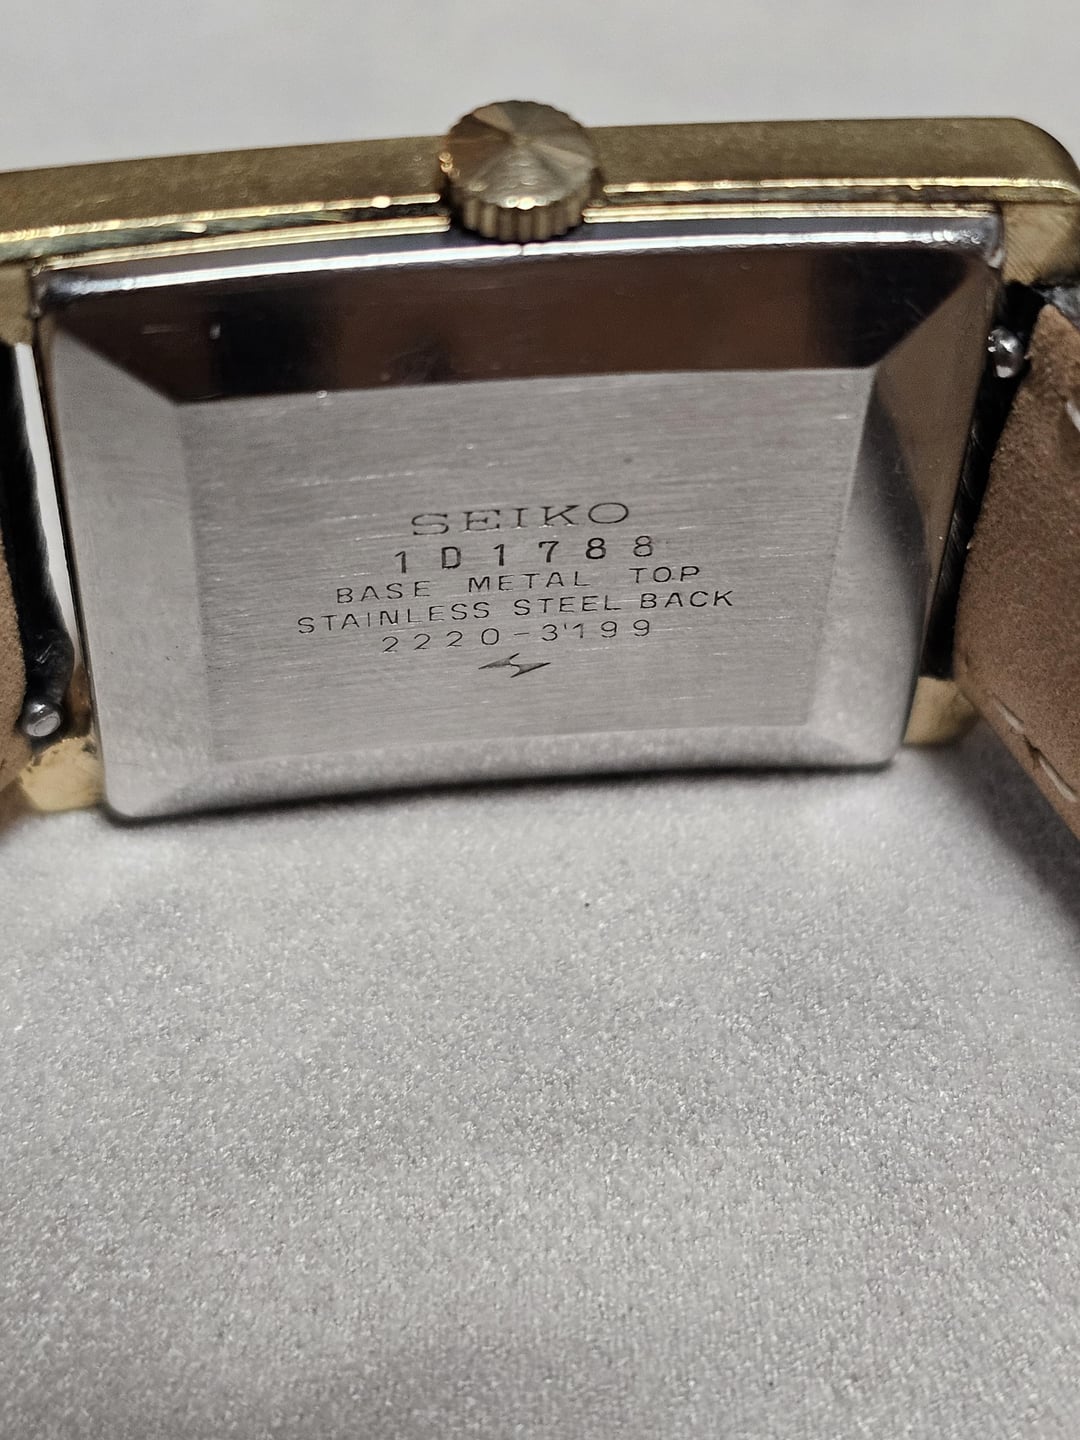 SEIKO
1D1788
BASE METAL TOP
STAINLESS STEEL BACK
2220-3199